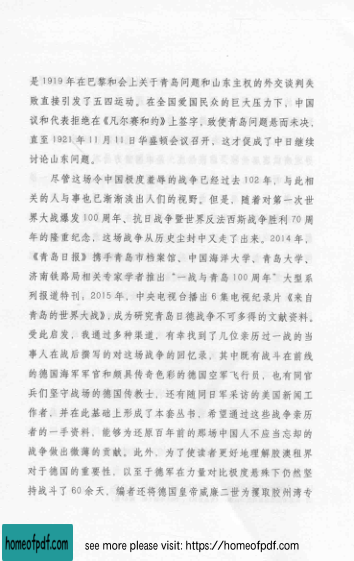 是 1919 年在巴黎和会上关于青岛问题和山东主权的外交谈判失
败直接引发了五四运动。在全国爱国民众的巨大压力下，中国
议和代表拒绝在《凡尔赛和约》上签字，致使青岛问题悬而未决，
直至 1921 年 11 月 11 日华盛顿会议召开，这才促成了中日继续
讨论山东问题。
尽管这场令中国极度羞辱的战争已经过去 102 年，与此相
关的人与事也已渐渐淡出人们的视野。但是，随着对第一次世
界大战爆发 100 周年、抗日战争暨世界反法西斯战争胜利 70 周
年的隆重纪念，这场战争从历史尘封中又走了出来。2014 年，
《青岛日报》携手青岛市档案馆、中国海洋大学、青岛大学、
济南铁路局相关专家学者推出“一战与青岛 100 周年”大型系
列报道特刊，2015 年，中央电视台播出 6 集电视纪录片《来自
青岛的世界大战》，成为研究青岛日德战争不可多得的文献资料。
受此启发，我通过多种渠道，有幸找到了几位亲历过一战的当
事人在战后撰写的对这场战争的回忆录，其中既有战斗在前线
的德国海军军官和颇具传奇色彩的德国空军飞行员，也有同官
兵们坚守战场的德国传教士，还有随同日军采访的美国新闻工
作者，并在此基础上形成了本套丛书，希望通过这些战争亲历
者的一手资料，能够为还原百年前的那场中国人不应当忘却的
战争做出微薄的贡献。此外，为了使读者更好地理解胶澳租界
对于德国的重要性，以至于德军在力量对比极度悬殊下仍然坚
持战斗了 60 余天，编者还将德国皇帝威廉二世为攫取胶州湾专
homeofpdf.com
see more please visit: https://homeofpdf.com